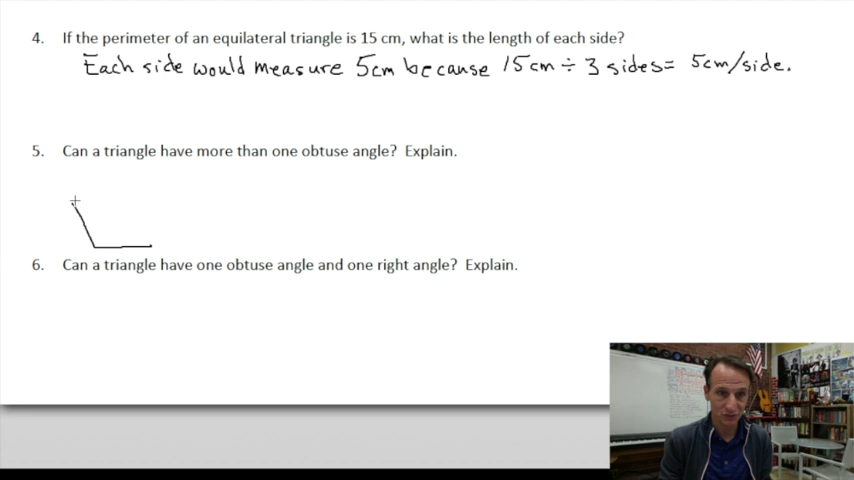 4. If the perimeter of an equilateral triangle is 15 cm, what is the length of each side?
Each side would measure 5cm because 15cm ÷ 3 sides = 5cm/side.
5. Can a triangle have more than one obtuse angle? Explain.
6. Can a triangle have one obtuse angle and one right angle? Explain.